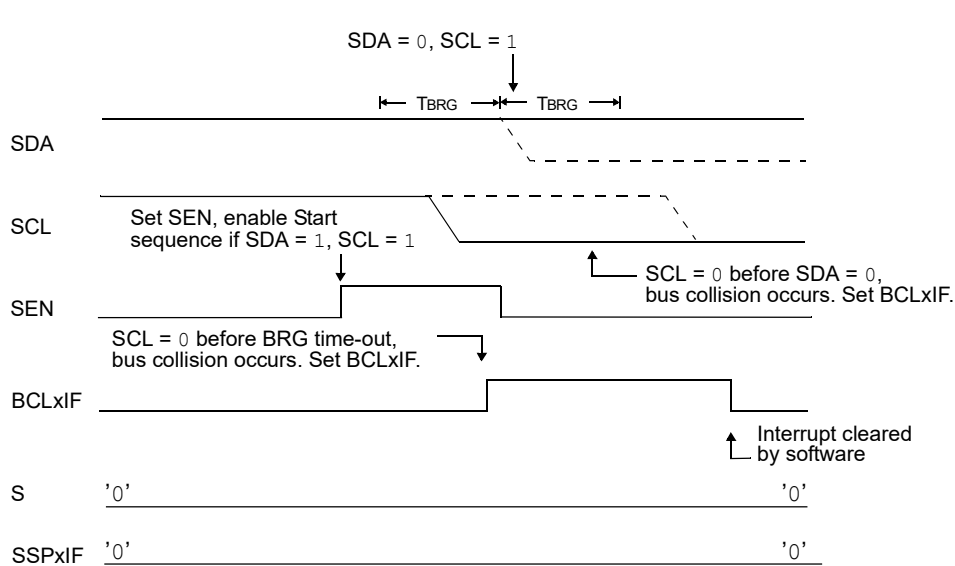 SDA = 0, SCL = 1
TBRG TBRG
SDA
SCL
Set SEN, enable Start
sequence if SDA = 1, SCL = 1
SCL = 0 before SDA = 0,
bus collision occurs. Set BCLxIF.
SEN
SCL = 0 before BRG time-out,
bus collision occurs. Set BCLxIF.
BCLxIF
Interrupt cleared
by software
S '0' '0'
SSPxIF '0' '0'